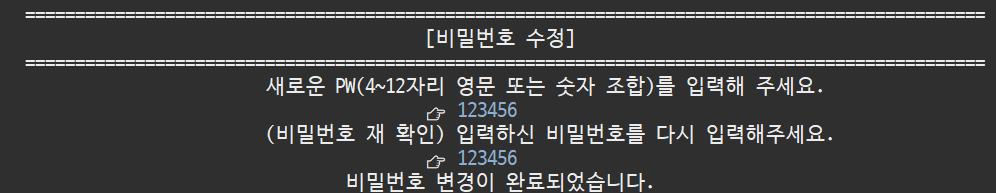 ================================================================================================
[비밀번호 수정]
================================================================================================
새로운 PW(4~12자리 영문 또는 숫자 조합)를 입력해 주세요.
👉 123456
(비밀번호 재 확인) 입력하신 비밀번호를 다시 입력해주세요.
👉 123456
비밀번호 변경이 완료되었습니다.